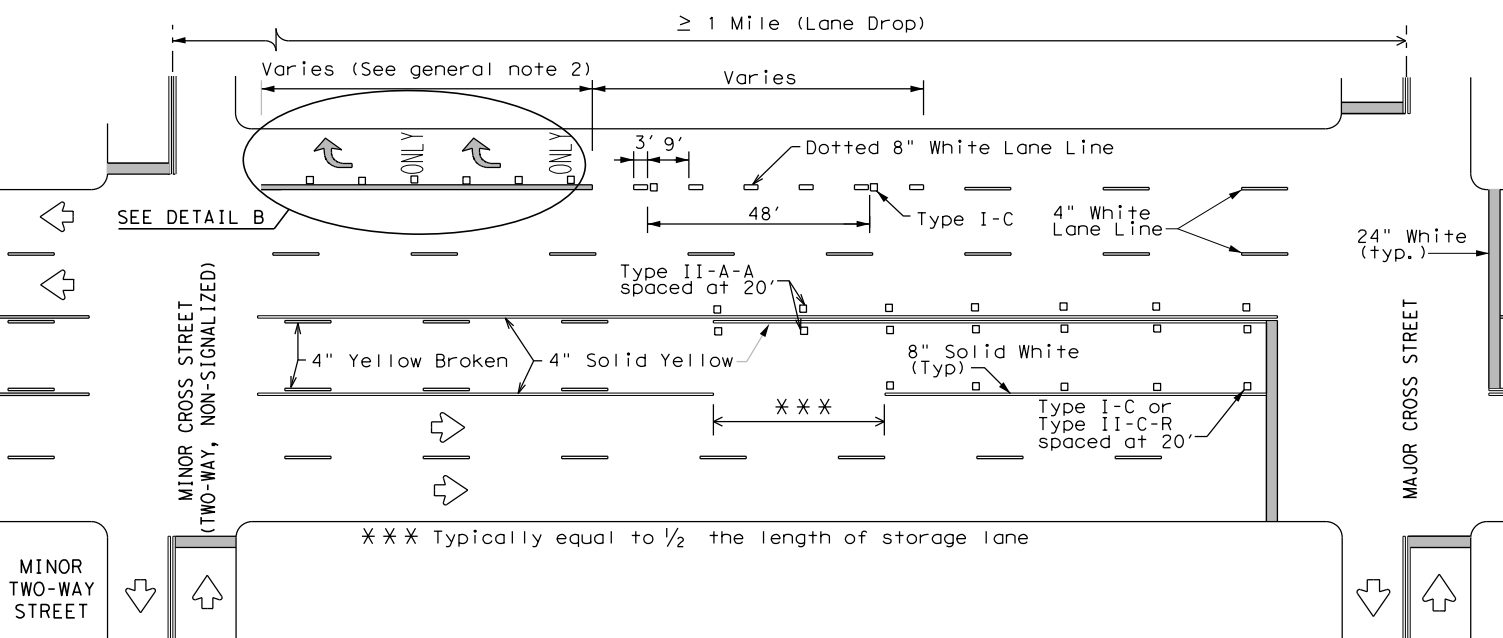 ≥ 1 Mile (Lane Drop)
Varies (See general note 2)
Varies
ONLY
ONLY
3' 9'
Dotted 8" White Lane Line
SEE DETAIL B
48'
Type I-C
4" White
Lane Line
24" White
(typ.)
Type II-A-A
spaced at 20'
MINOR CROSS STREET
(TWO-WAY, NON-SIGNALIZED)
4" Yellow Broken
4" Solid Yellow
8" Solid White
(Typ)
MAJOR CROSS STREET
***
Type I-C or
Type II-C-R
spaced at 20'
*** Typically equal to 1/2 the length of storage lane
MINOR
TWO-WAY
STREET